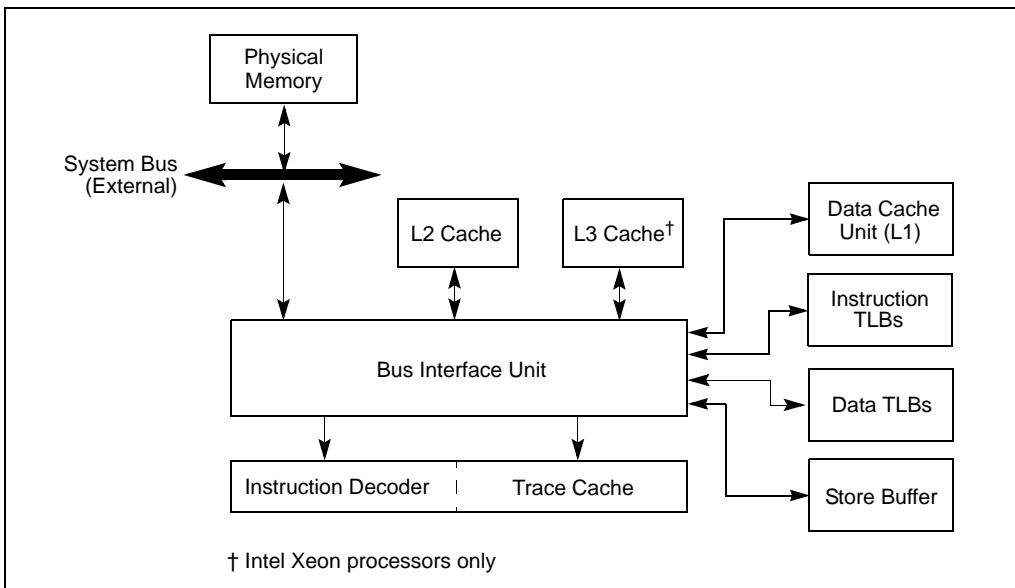 Physical
Memory
System Bus
(External)
L2 Cache
L3 Cache†
Data Cache
Unit (L1)
Instruction
TLBs
Bus Interface Unit
Data TLBs
Instruction Decoder
Trace Cache
Store Buffer
† Intel Xeon processors only